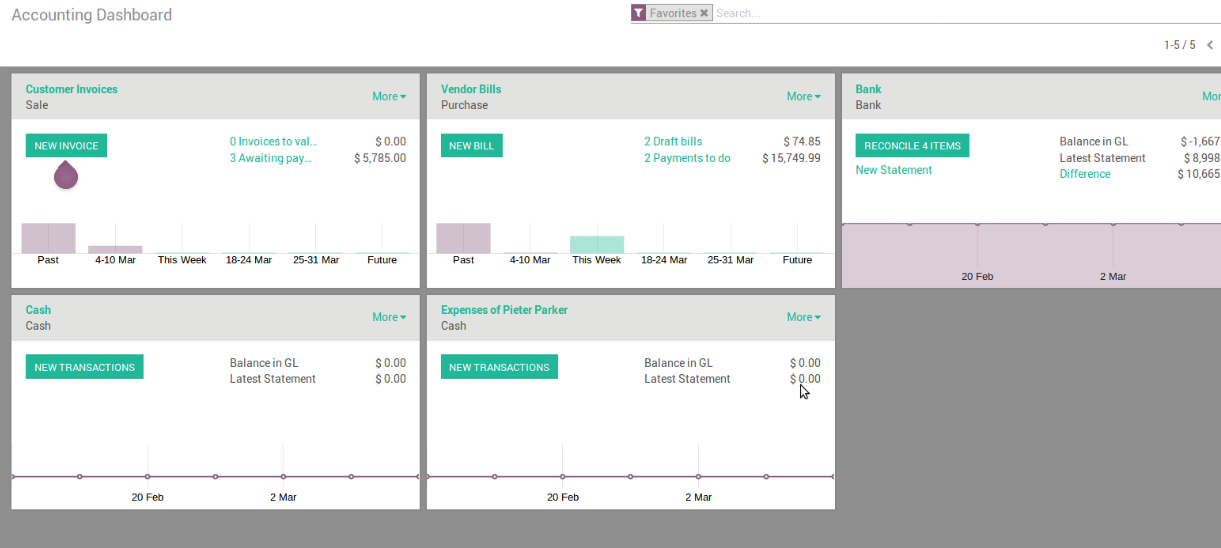 Accounting Dashboard
Favorites ✖ Search...
1-5 / 5
Customer Invoices
Sale
More
NEW INVOICE
0 Invoices to val... $ 0.00
3 Awaiting pay... $ 5,785.00
Past 4-10 Mar This Week 18-24 Mar 25-31 Mar Future
Vendor Bills
Purchase
More
NEW BILL
2 Draft bills $ 74.85
2 Payments to do $ 15,749.99
Past 4-10 Mar This Week 18-24 Mar 25-31 Mar Future
Bank
Bank
Mor
RECONCILE 4 ITEMS
New Statement
Balance in GL $ -1,667
Latest Statement $ 8,998
Difference $ 10,665
20 Feb 2 Mar
Cash
Cash
More
NEW TRANSACTIONS
Balance in GL $ 0.00
Latest Statement $ 0.00
20 Feb 2 Mar
Expenses of Pieter Parker
Cash
More
NEW TRANSACTIONS
Balance in GL $ 0.00
Latest Statement $ 0.00
20 Feb 2 Mar